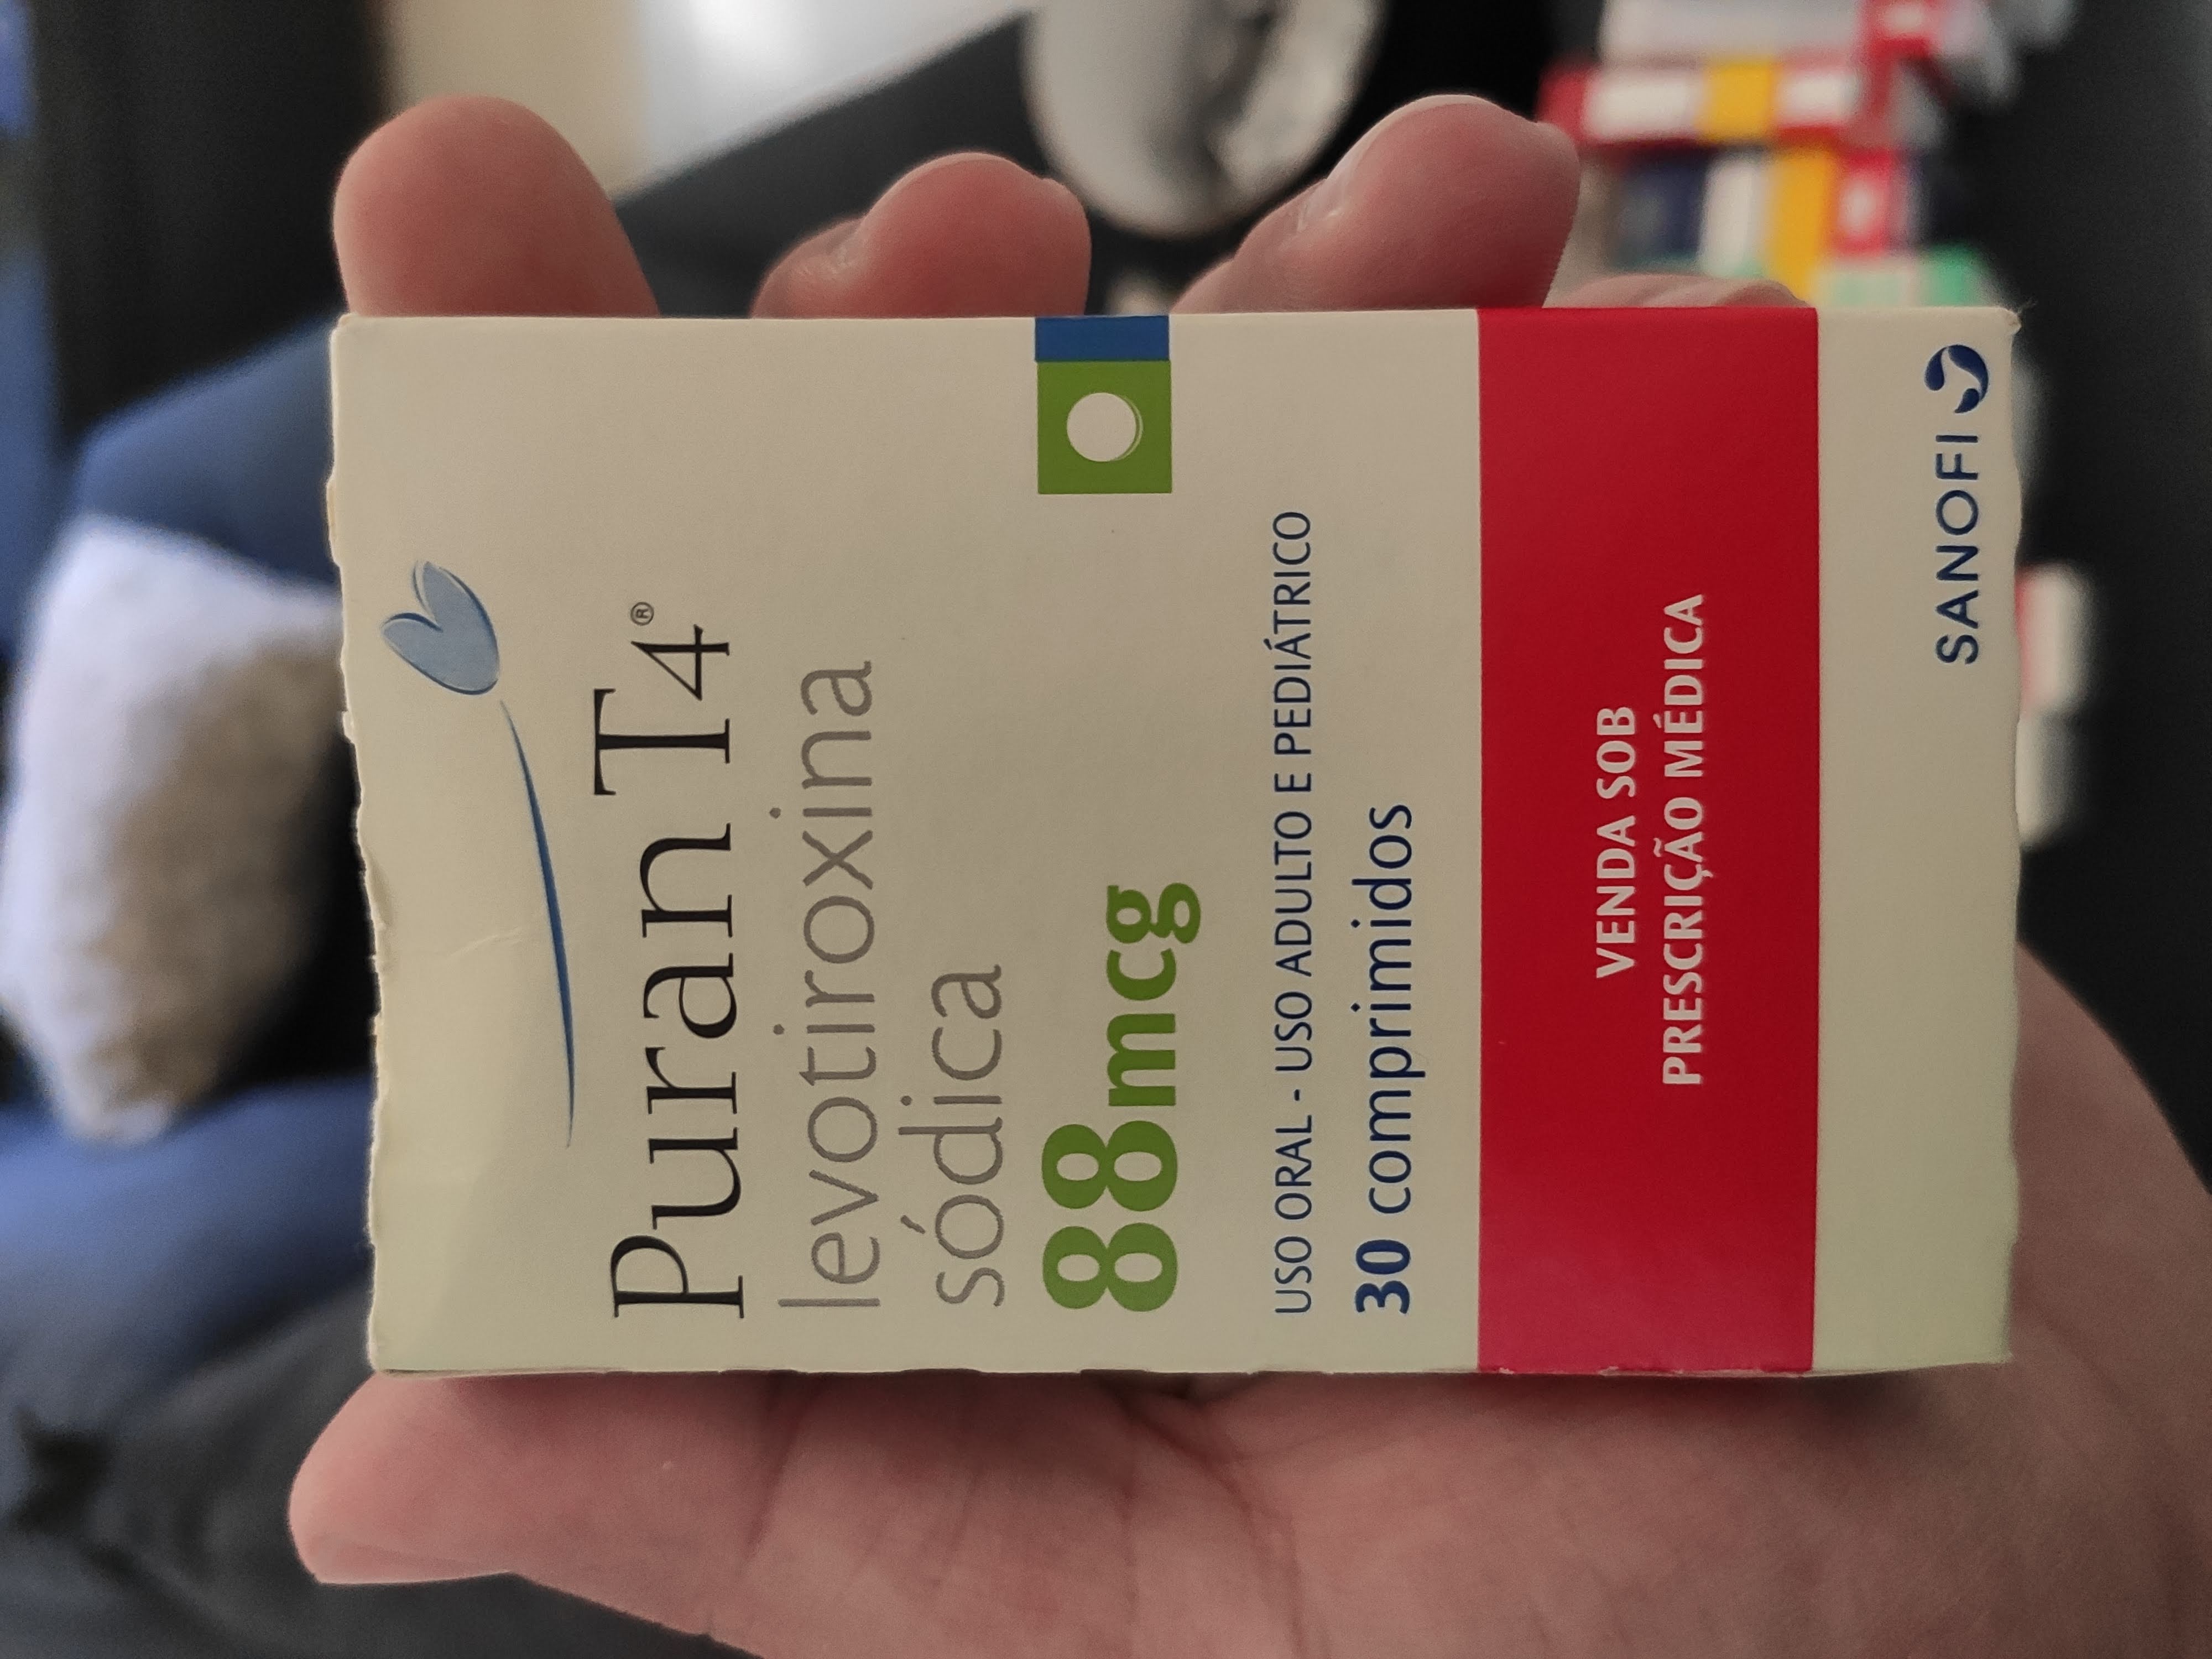 Puran T4®
levotiroxina
sódica
88mcg
USO ORAL - USO ADULTO E PEDIÁTRICO
30 comprimidos
VENDA SOB
PRESCRIÇÃO MÉDICA
SANOFI